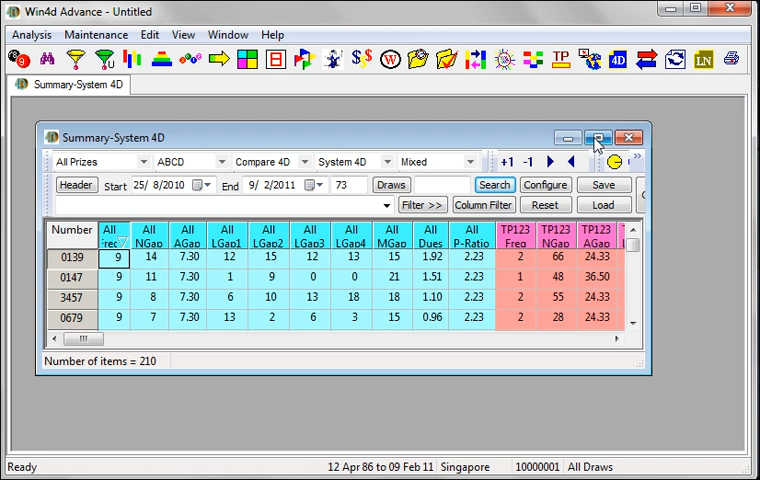 Win4d Advance - Untitled
Analysis Maintenance Edit View Window Help
TP 4D LN
Summary-System 4D
Summary-System 4D
All Prizes ABCD Compare 4D System 4D Mixed +1 -1
Header Start 25/ 8/2010 End 9/ 2/2011 73 Draws Search Configure Save
Filter >> Column Filter Reset Load
Number All Freq All NGap All AGap All LGap1 All LGap2 All LGap3 All LGap4 All MGap All Dues All P-Ratio TP123 Freq TP123 NGap TP123 AGap
0139 9 14 7.30 12 15 12 13 15 1.92 2.23 2 66 24.33
0147 9 11 7.30 1 9 0 0 21 1.51 2.23 1 48 36.50
3457 9 8 7.30 6 10 13 18 18 1.10 2.23 2 55 24.33
0679 9 7 7.30 13 2 6 3 15 0.96 2.23 2 28 24.33
Number of items = 210
Ready 12 Apr 86 to 09 Feb 11 Singapore 10000001 All Draws